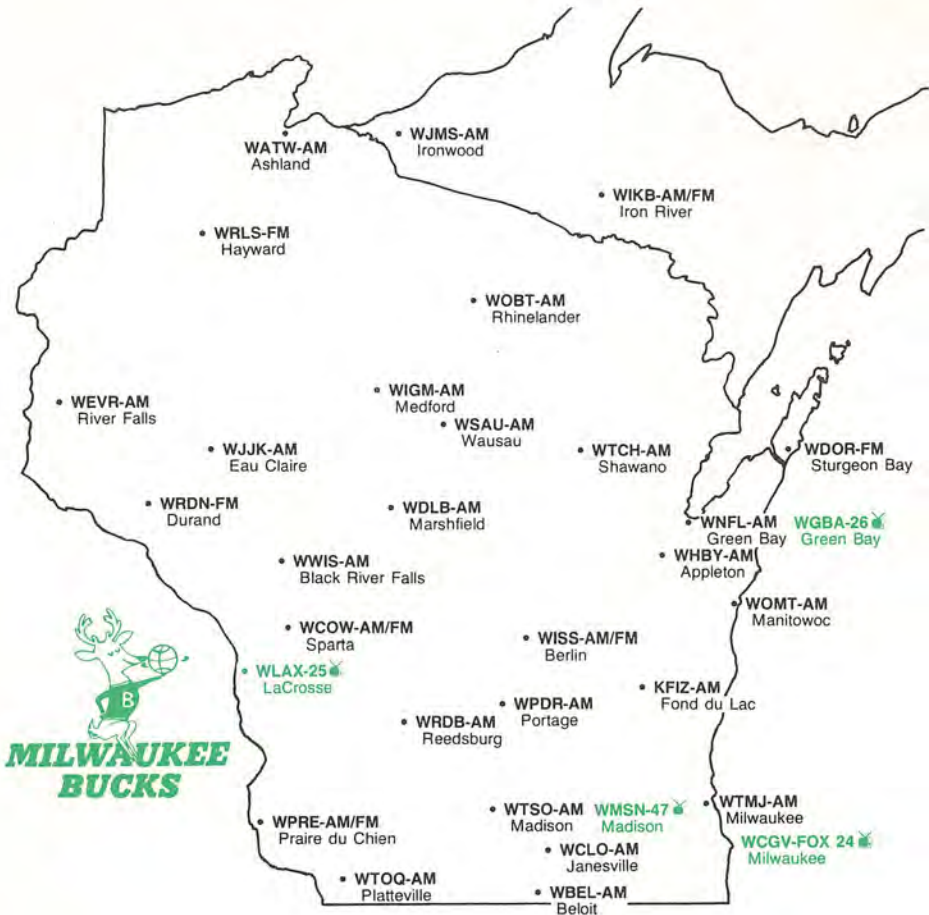 WATW-AM
Ashland
WJMS-AM
Ironwood
WIKB-AM/FM
Iron River
WRLS-FM
Hayward
WOBT-AM
Rhinelander
WEVR-AM
River Falls
WIGM-AM
Medford
WSAU-AM
Wausau
WJJK-AM
Eau Claire
WTCH-AM
Shawano
WDOR-FM
Sturgeon Bay
WRDN-FM
Durand
WDLB-AM
Marshfield
WNFL-AM
Green Bay
WGBA-26
Green Bay
WWIS-AM
Black River Falls
WHBY-AM
Appleton
WOMT-AM
Manitowoc
WCOW-AM/FM
Sparta
WISS-AM/FM
Berlin
WLAX-25
LaCrosse
KFIZ-AM
Fond du Lac
WPDR-AM
Portage
WRDB-AM
Reedsburg
B
MILWAUKEE
BUCKS
WPRE-AM/FM
Praire du Chien
WTSO-AM
Madison
WMSN-47
Madison
WTMJ-AM
Milwaukee
WCLO-AM
Janesville
WCGV-FOX 24
Milwaukee
WTOQ-AM
Platteville
WBEL-AM
Beloit